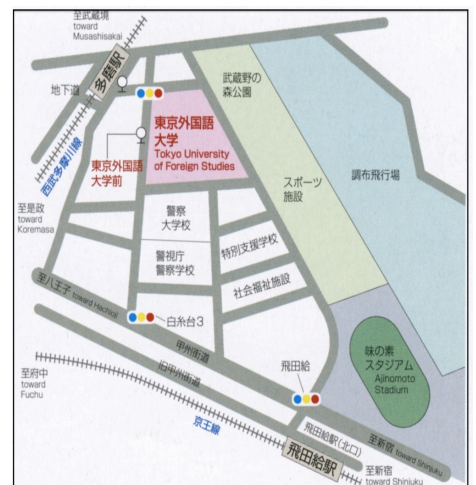 至武蔵境
toward
Musashisakai
多磨駅
地下道
西武多摩川線
東京外国語
大学前
東京外国語
大学
Tokyo University
of Foreign Studies
武蔵野の
森公園
スポーツ
施設
調布飛行場
至是政
toward
Koremasa
警察
大学校
警視庁
警察学校
特別支援学校
社会福祉施設
至八王子 toward Hachioji
白糸台3
甲州街道
旧甲州街道
飛田給
味の素
スタジアム
Ajinomoto
Stadium
至府中
toward
Fuchu
京王線
飛田給駅(北口)
飛田給駅
至新宿 toward Shinjuku
至新宿
toward Shinjuku